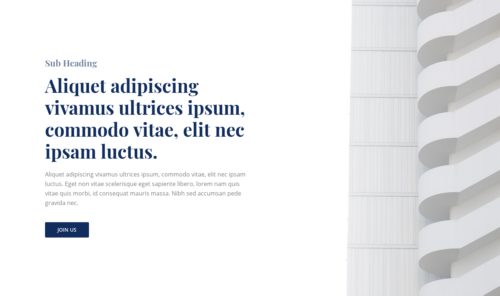 Sub Heading
Aliquet adipiscing
vivamus ultrices ipsum,
commodo vitae, elit nec
ipsam luctus.
Aliquet adipiscing vivamus ultrices ipsum, commodo vitae, elit nec ipsam
luctus. Eget non vitae scelerisque eget sapiente libero, lorem nam quis
vitae quis morbi, id consequat mauris massa. Nibh sed accumsan pede
gravida nec.
JOIN US